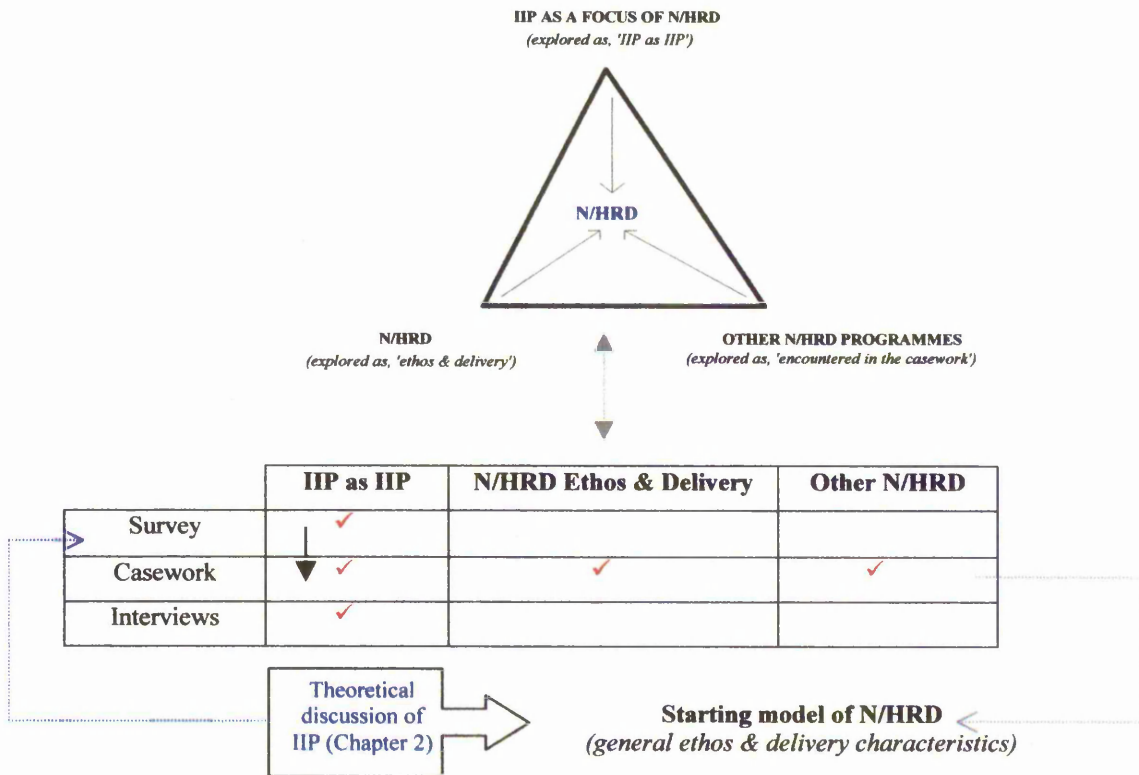 IIP AS A FOCUS OF N/HRD
(explored as, 'IIP as IIP')
N/HRD
N/HRD
(explored as, 'ethos & delivery')
OTHER N/HRD PROGRAMMES
(explored as, 'encountered in the casework')
IIP as IIP
N/HRD Ethos & Delivery
Other N/HRD
Survey
✓
Casework
✓
✓
✓
Interviews
✓
Theoretical
discussion of
IIP (Chapter 2)
Starting model of N/HRD
(general ethos & delivery characteristics)